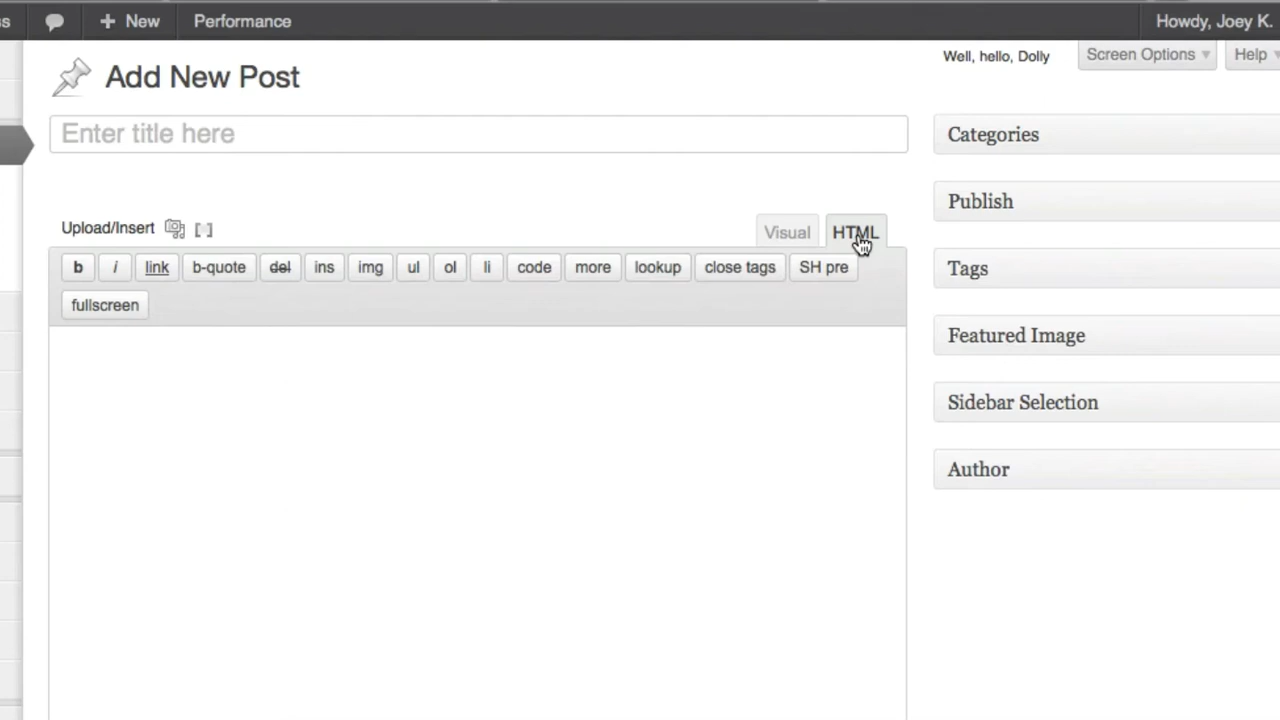 ss
New
Performance
Howdy, Joey K.
Add New Post
Well, hello, Dolly
Screen Options
Help
Enter title here
Upload/Insert
Visual
HTML
b
i
link
b-quote
del
ins
img
ul
ol
li
code
more
lookup
close tags
SH pre
fullscreen
Categories
Publish
Tags
Featured Image
Sidebar Selection
Author